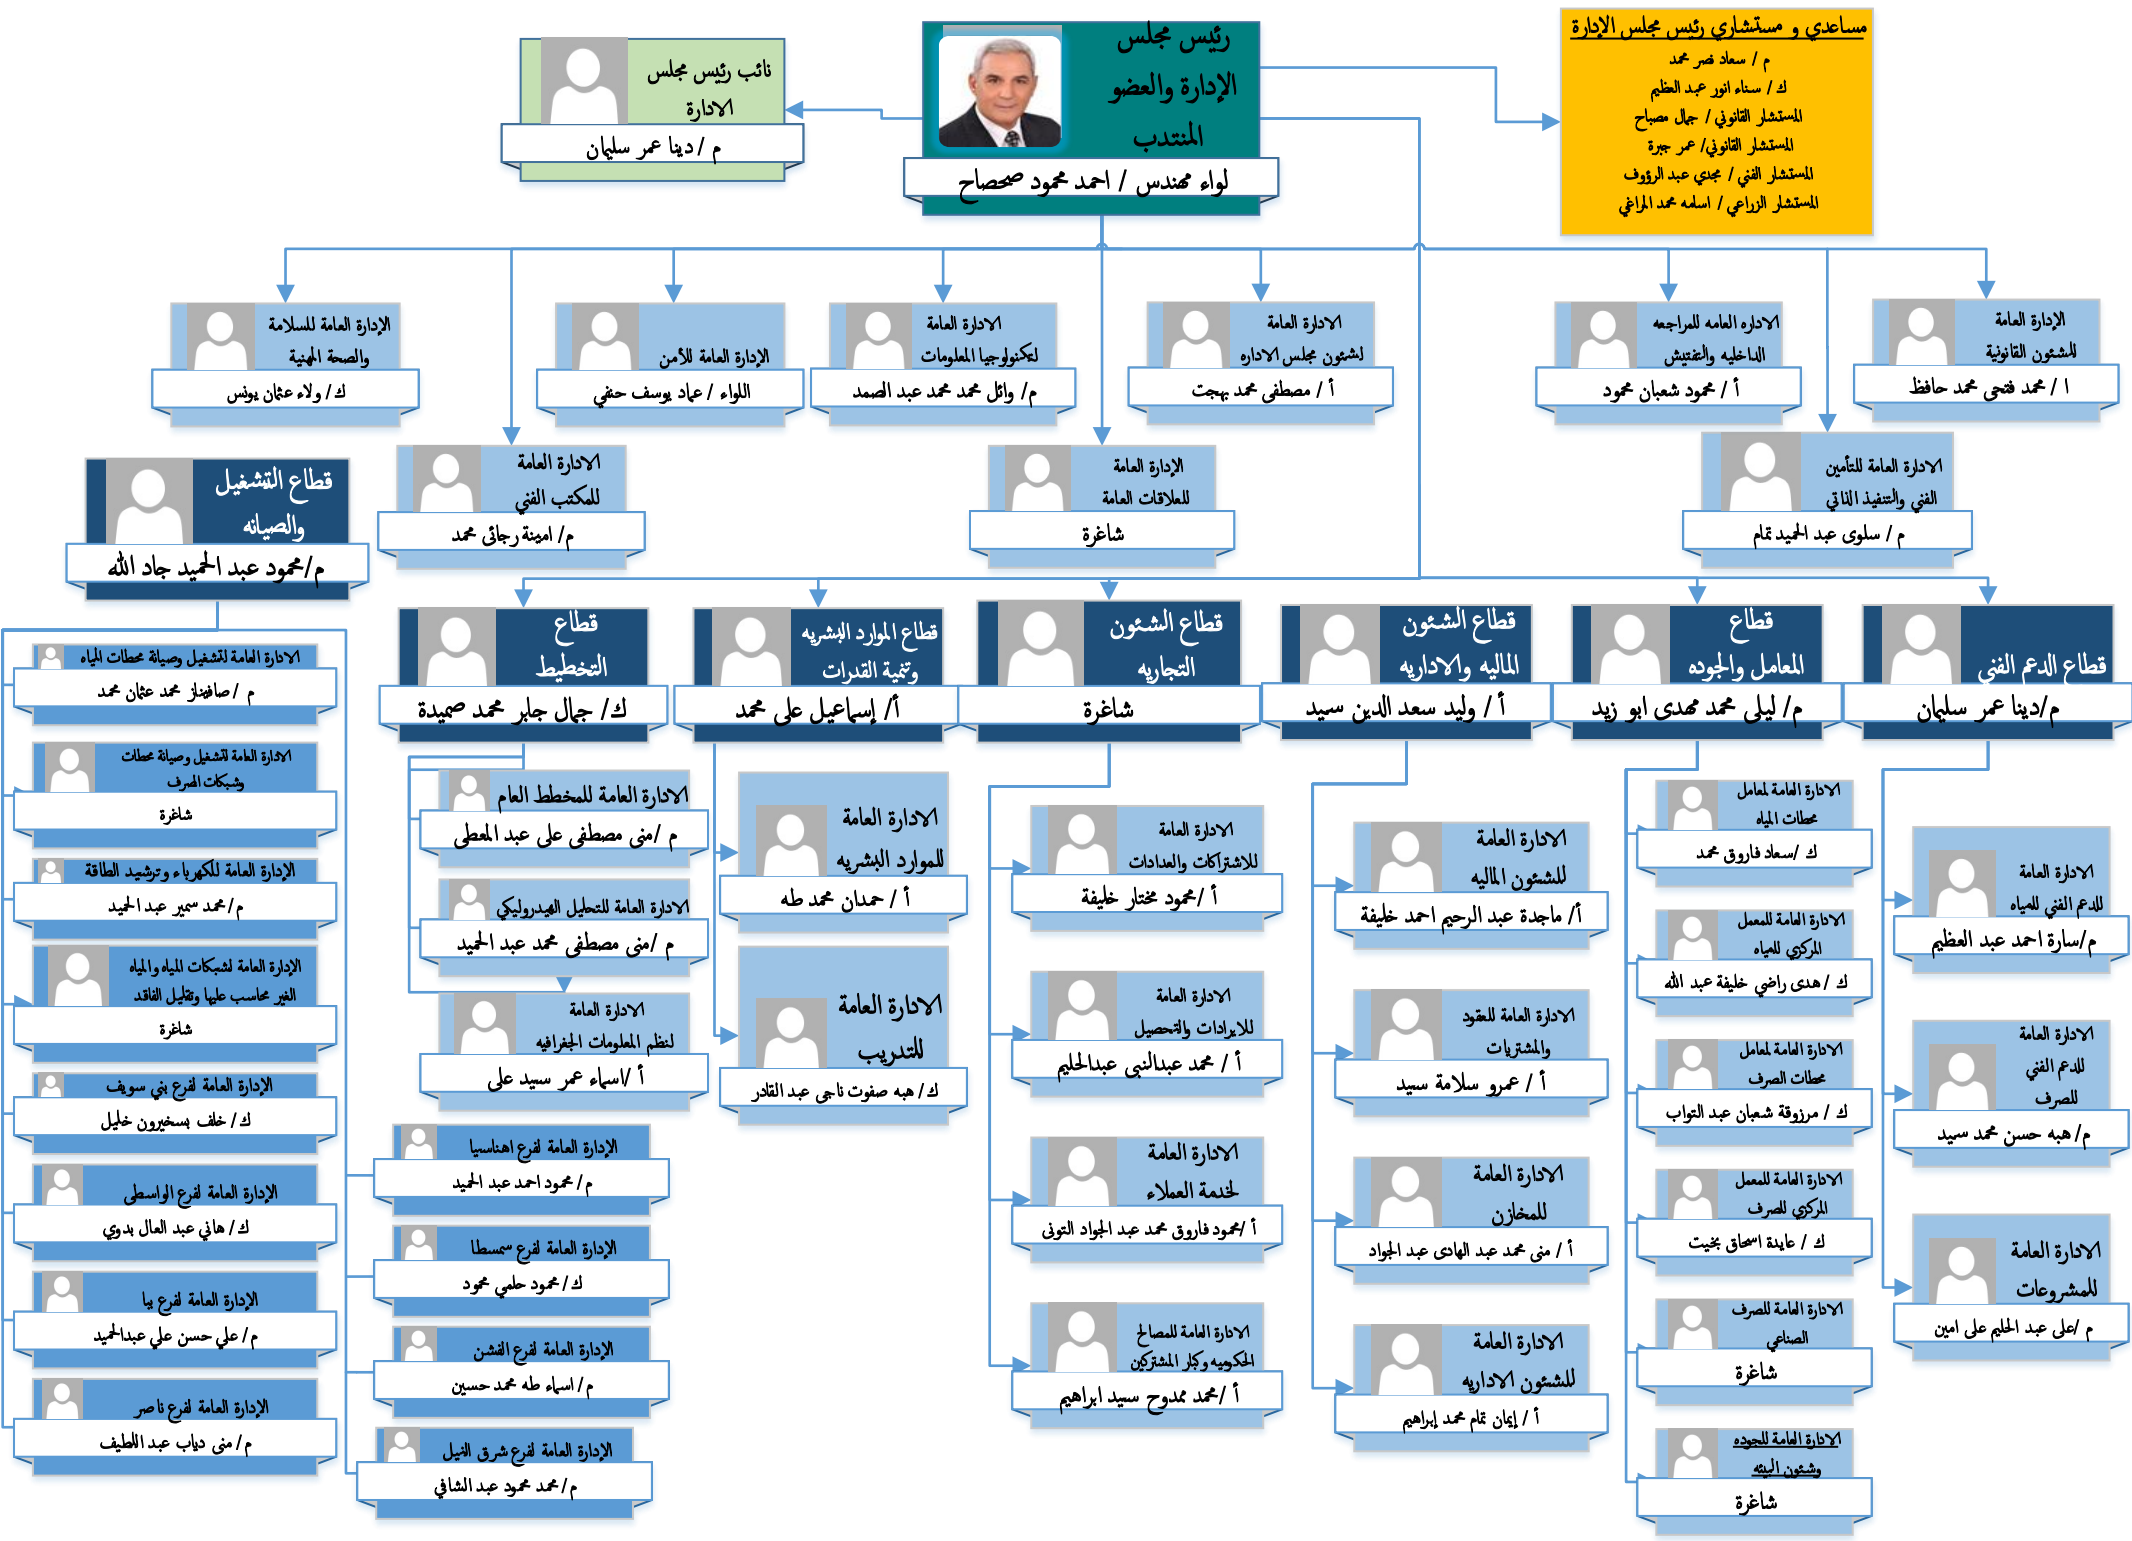 مساعدي و مستشاري رئيس مجلس الإدارة
م / سعاد نصر محمد
ك / سناء انور عبد العظيم
المستشار القانوني / جمال مصباح
المستشار القانوني/ عمر جبرة
المستشار الفني / مجدي عبد الرؤوف
المستشار الزراعي / اسامه محمد المراغي
رئيس مجلس
الإدارة والعضو
المنتدب
لواء مهندس / احمد محمود صحصاح
نائب رئيس مجلس
الادارة
م / دينا عمر سليمان
الإدارة العامة
للشئون القانونية
ا / محمد فتحى محمد حافظ
الاداره العامه للمراجعه
الداخليه والتفتيش
أ / محمود شعبان محمود
الادارة العامة
لشئون مجلس الاداره
أ / مصطفى محمد بهجت
الادارة العامة
لتكنولوجيا المعلومات
م/ وائل محمد محمد عبد الصمد
الإدارة العامة للأمن
اللواء / عماد يوسف حنفي
الإدارة العامة للسلامة
والصحة المهنية
ك/ ولاء عثمان يونس
الادارة العامة للتأمين
الفني والتنفيذ الذاتي
م / سلوى عبد الحميد تمام
الإدارة العامة
للعلاقات العامة
شاغرة
الادارة العامة
للمكتب الفني
م/ امينة رجائى محمد
قطاع التشغيل
والصيانه
م/محمود عبد الحميد جاد الله
قطاع الدعم الفني
م/دينا عمر سليمان
قطاع
المعامل والجوده
م/ ليلى محمد مهدى ابو زيد
قطاع الشئون
الماليه والاداريه
أ / وليد سعد الدين سيد
قطاع الشئون
التجاريه
شاغرة
قطاع الموارد البشريه
وتنمية القدرات
أ/ إسماعيل على محمد
قطاع
التخطيط
ك/ جمال جابر محمد صميدة
الادارة العامة
للدعم الفني للمياه
م/سارة احمد عبد العظيم
الادارة العامة
للدعم الفني
للصرف
م/ هبه حسن محمد سيد
الادارة العامة
للمشروعات
م /على عبد الحليم على امين
الادارة العامة لمعامل
محطات المياه
ك /سعاد فاروق محمد
الادارة العامة للمعمل
المركزي للمياه
ك / هدى راضي خليفة عبد الله
الادارة العامة لمعامل
محطات الصرف
ك / مرزوقة شعبان عبد التواب
الادارة العامة للمعمل
المركزي للصرف
ك / عايدة اسحاق بخيت
الادارة العامة للصرف
الصناعي
شاغرة
الادارة العامة للجوده
وشئون البيئه
شاغرة
الادارة العامة
للشئون الماليه
أ/ ماجدة عبد الرحيم احمد خليفة
الادارة العامة للعقود
والمشتريات
أ / عمرو سلامة سيد
الادارة العامة
للمخازن
أ / منى محمد عبد الهادى عبد الجواد
الادارة العامة
للشئون الاداريه
أ / إيمان تمام محمد إبراهيم
الادارة العامة
للاشتراكات والعدادات
أ /محمود مختار خليفة
الادارة العامة
للايرادات والتحصيل
أ / محمد عبدالنبى عبدالحليم
الادارة العامة
لخدمة العملاء
أ /محمود فاروق محمد عبد الجواد التونى
الادارة العامة للمصالح
الحكوميه وكبار المشتركين
أ /محمد ممدوح سيد ابراهيم
الادارة العامة
للموارد البشريه
أ / حمدان محمد طه
الادارة العامة
للتدريب
ك/ هبه صفوت ناجى عبد القادر
الادارة العامة للمخطط العام
م /منى مصطفى على عبد المعطى
الادارة العامة للتحليل الهيدروليكي
م /منى مصطفى محمد عبد الحميد
الادارة العامة
لنظم المعلومات الجغرافيه
أ /اسماء عمر سيد على
الادارة العامة لتشغيل وصيانة محطات المياه
م / صافيناز محمد عثمان محمد
الادارة العامة لتشغيل وصيانة محطات
وشبكات الصرف
شاغرة
الإدارة العامة للكهرباء وترشيد الطاقة
م/ محمد سمير عبد الحميد
الإدارة العامة لشبكات المياه والمياه
الغير محاسب عليها وتقليل الفاقد
شاغرة
الإدارة العامة لفرع بني سويف
ك/ خلف بسخيرون خليل
الإدارة العامة لفرع الواسطى
ك/ هاني عبد العال بدوي
الإدارة العامة لفرع ببا
م/ علي حسن علي عبدالحميد
الإدارة العامة لفرع ناصر
م/ منى دياب عبد اللطيف
الإدارة العامة لفرع اهناسيا
م/ محمود احمد عبد الحميد
الإدارة العامة لفرع سمسطا
ك/ محمود حلمي محمود
الإدارة العامة لفرع الفشن
م/ اسماء طه محمد حسين
الإدارة العامة لفرع شرق النيل
م/ محمد محمود عبد الشافي